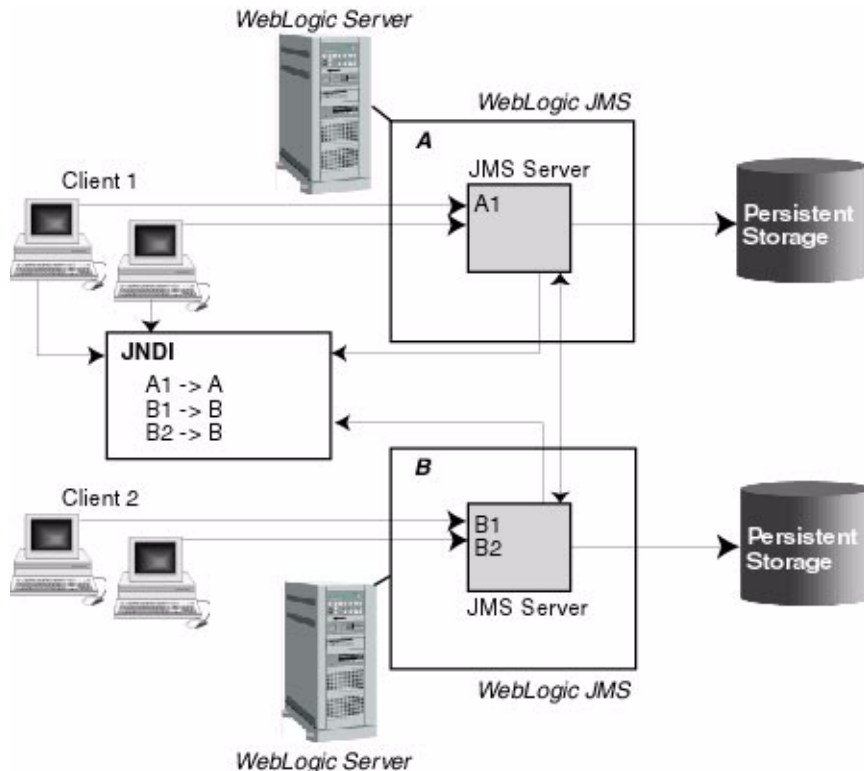 WebLogic Server
WebLogic JMS
A
JMS Server
A1
Client 1
Persistent
Storage
JNDI
A1 -> A
B1 -> B
B2 -> B
B
Client 2
B1
B2
JMS Server
Persistent
Storage
WebLogic JMS
WebLogic Server